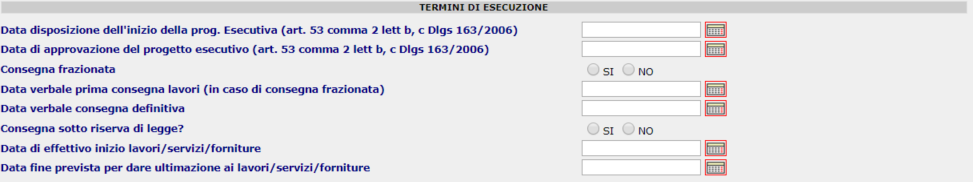 TERMINI DI ESECUZIONE
Data disposizione dell'inizio della prog. Esecutiva (art. 53 comma 2 lett b, c Dlgs 163/2006)
Data di approvazione del progetto esecutivo (art. 53 comma 2 lett b, c Dlgs 163/2006)
Consegna frazionata SI NO
Data verbale prima consegna lavori (in caso di consegna frazionata)
Data verbale consegna definitiva
Consegna sotto riserva di legge? SI NO
Data di effettivo inizio lavori/servizi/forniture
Data fine prevista per dare ultimazione ai lavori/servizi/forniture